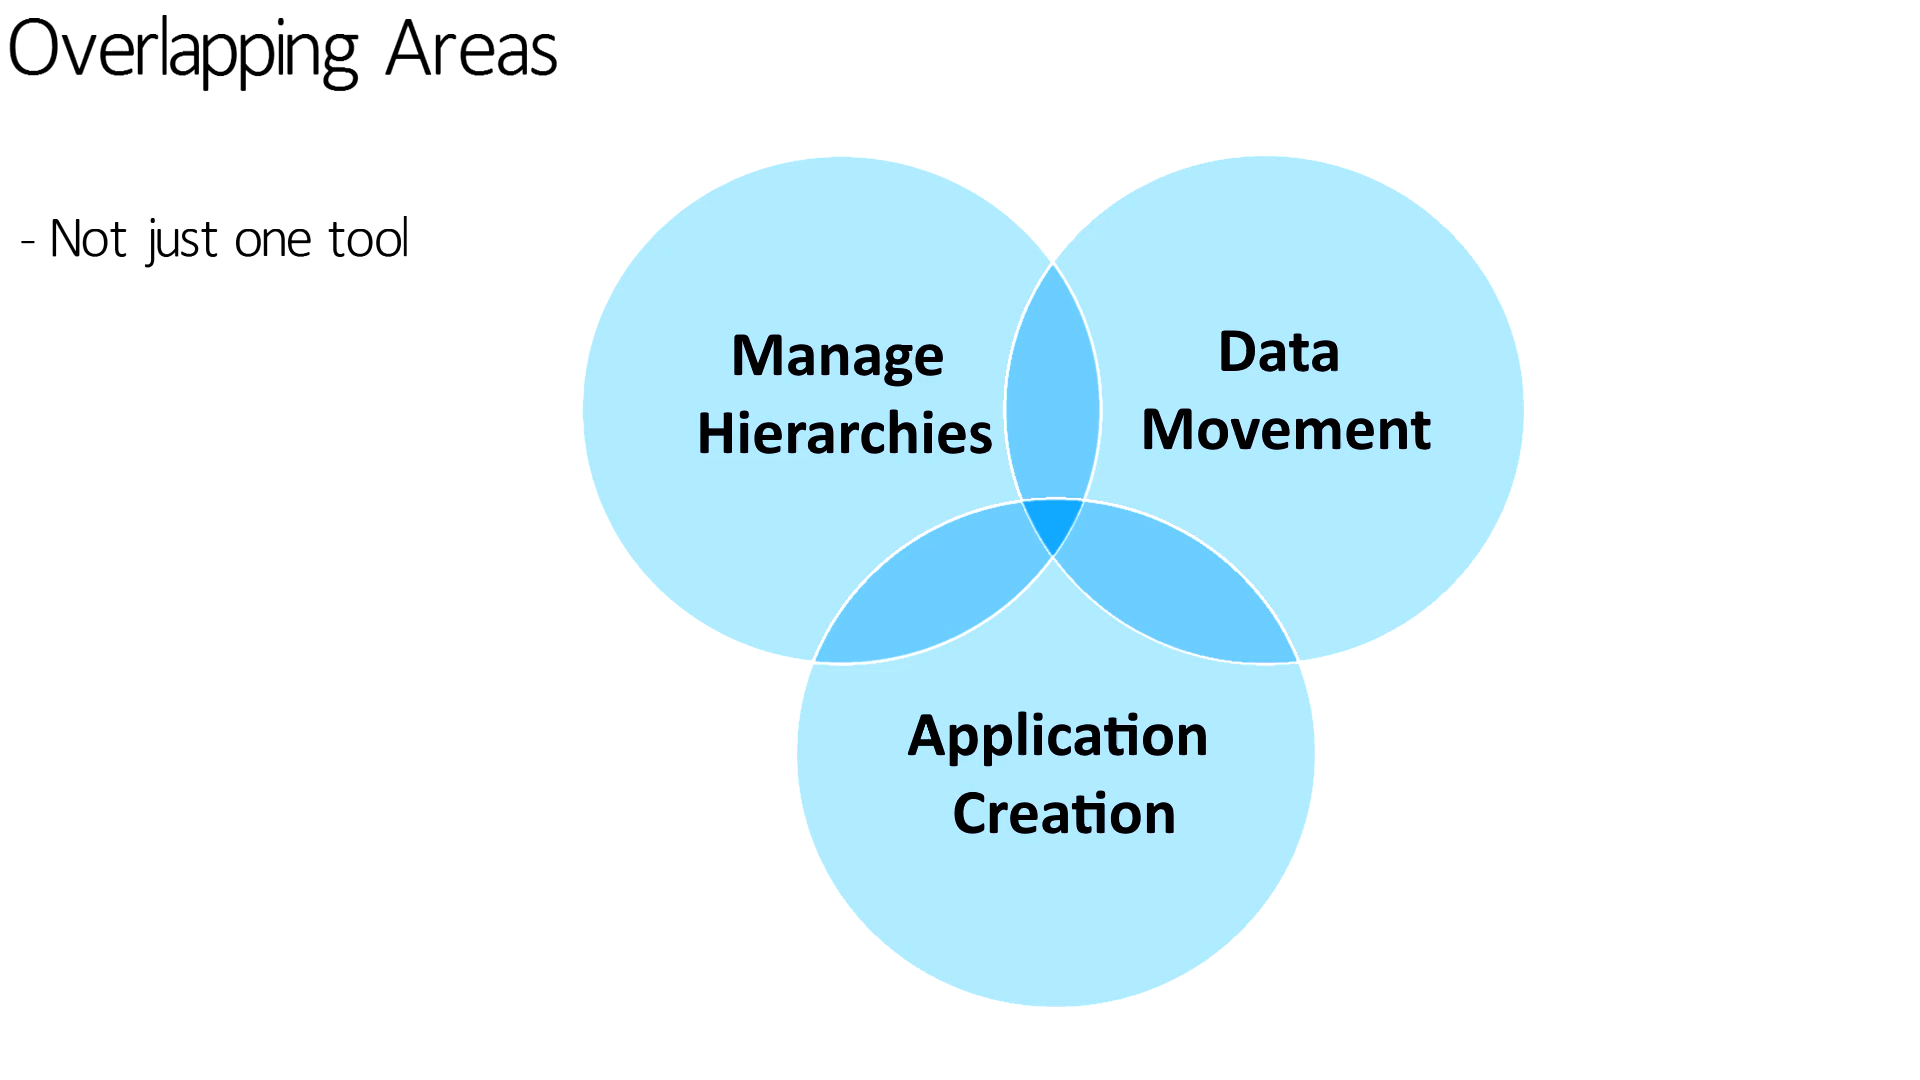 Overlapping Areas
- Not just one tool
Manage
Hierarchies
Data
Movement
Application
Creation